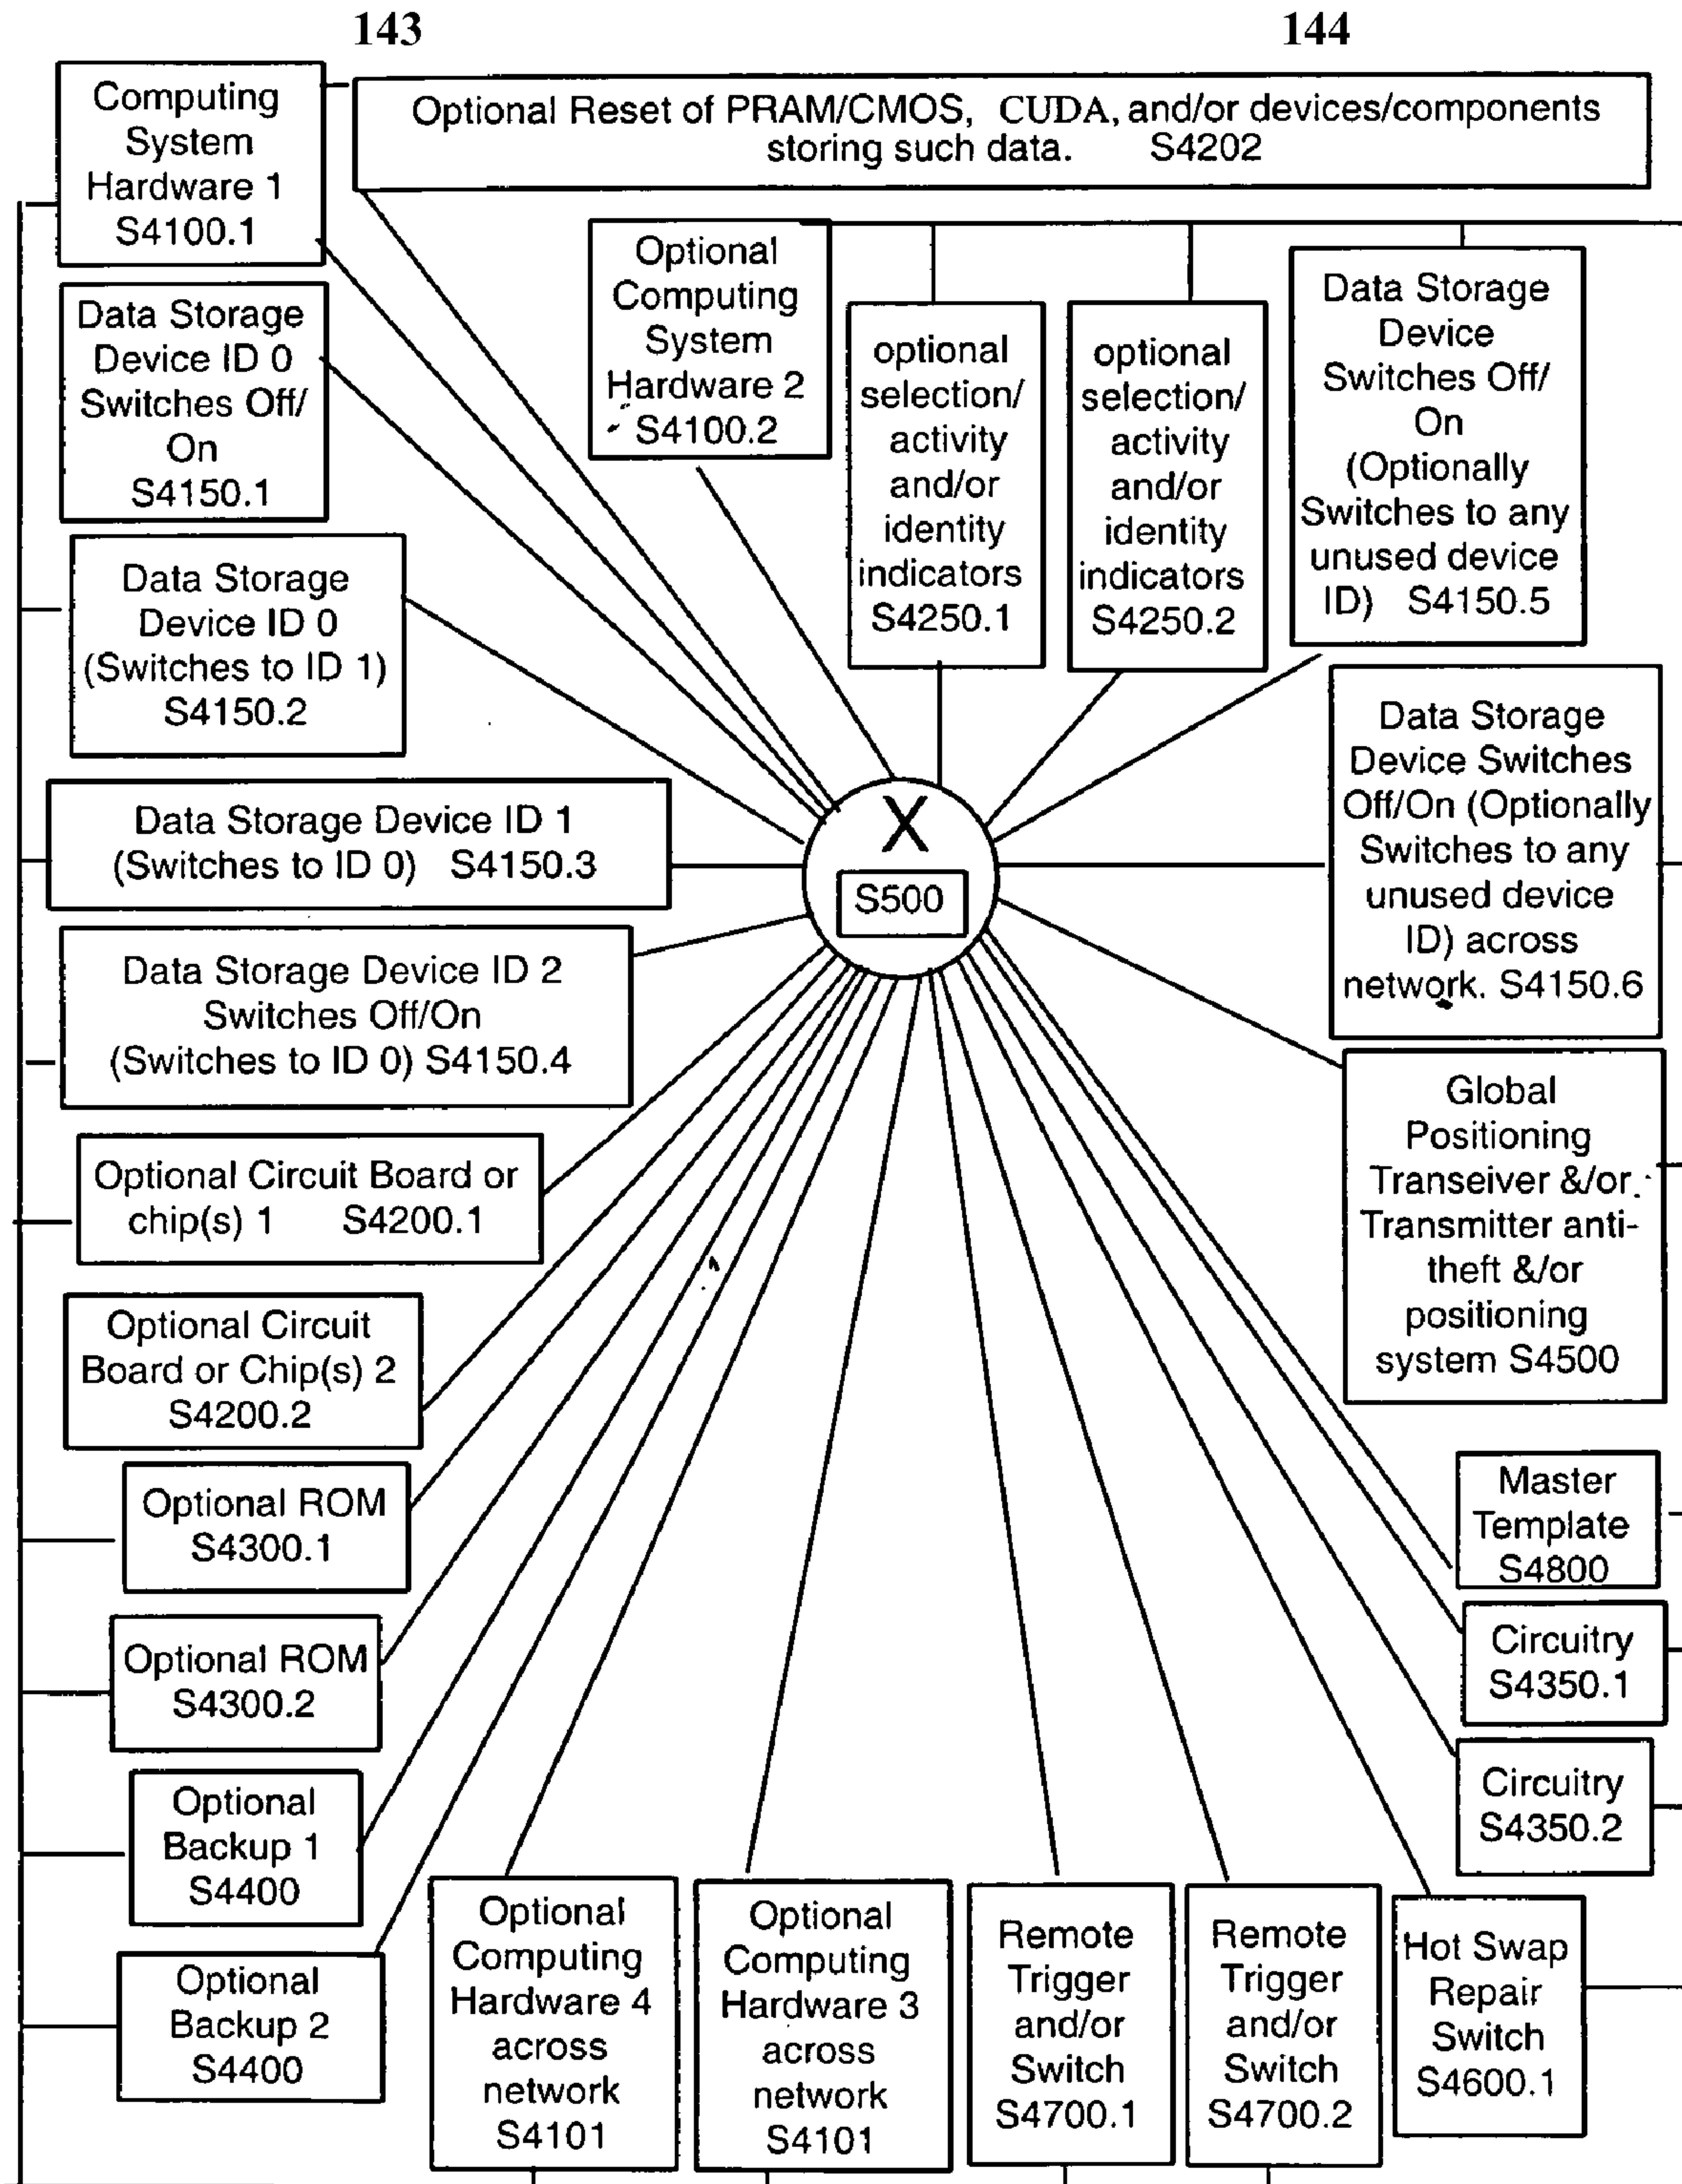 143
144
Computing
System
Hardware 1
S4100.1
Optional Reset of PRAM/CMOS, CUDA, and/or devices/components
storing such data. S4202
Data Storage
Device ID 0
Switches Off/
On
S4150.1
Optional
Computing
System
Hardware 2
S4100.2
optional
selection/
activity
and/or
identity
indicators
S4250.1
optional
selection/
activity
and/or
identity
indicators
S4250.2
Data Storage
Device
Switches Off/
On
(Optionally
Switches to any
unused device
ID) S4150.5
Data Storage
Device ID 0
(Switches to ID 1)
S4150.2
Data Storage
Device Switches
Off/On (Optionally
Switches to any
unused device
ID) across
network. S4150.6
Data Storage Device ID 1
(Switches to ID 0) S4150.3
X
S500
Data Storage Device ID 2
Switches Off/On
(Switches to ID 0) S4150.4
Global
Positioning
Transeiver &/or
Transmitter anti-
theft &/or
positioning
system S4500
Optional Circuit Board or
chip(s) 1 S4200.1
Optional Circuit
Board or Chip(s) 2
S4200.2
Optional ROM
S4300.1
Master
Template
S4800
Optional ROM
S4300.2
Circuitry
S4350.1
Circuitry
S4350.2
Optional
Backup 1
S4400
Optional
Backup 2
S4400
Optional
Computing
Hardware 4
across
network
S4101
Optional
Computing
Hardware 3
across
network
S4101
Remote
Trigger
and/or
Switch
S4700.1
Remote
Trigger
and/or
Switch
S4700.2
Hot Swap
Repair
Switch
S4600.1